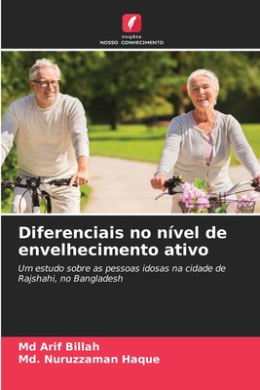 edições
NOSSO CONHECIMENTO
Diferenciais no nível de
envelhecimento ativo
Um estudo sobre as pessoas idosas na cidade de
Rajshahi, no Bangladesh
Md Arif Billah
Md. Nuruzzaman Haque